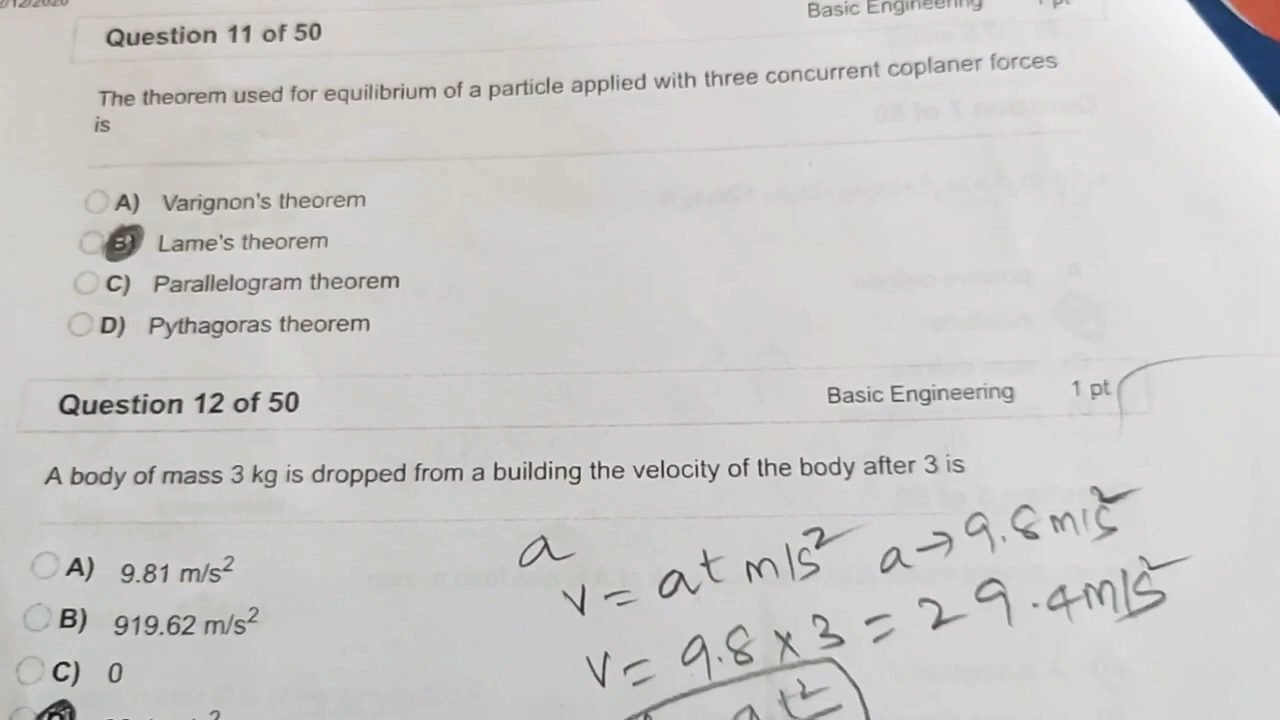 Basic Engineering
Question 11 of 50
The theorem used for equilibrium of a particle applied with three concurrent coplaner forces
is
A) Varignon's theorem
B) Lame's theorem
C) Parallelogram theorem
D) Pythagoras theorem
Question 12 of 50 Basic Engineering 1 pt
A body of mass 3 kg is dropped from a building the velocity of the body after 3 is
A) 9.81 m/s²
B) 919.62 m/s²
C) 0
a
v = at m/s² a → 9.8 m/s²
v = 9.8 x 3 = 29.4 m/s²